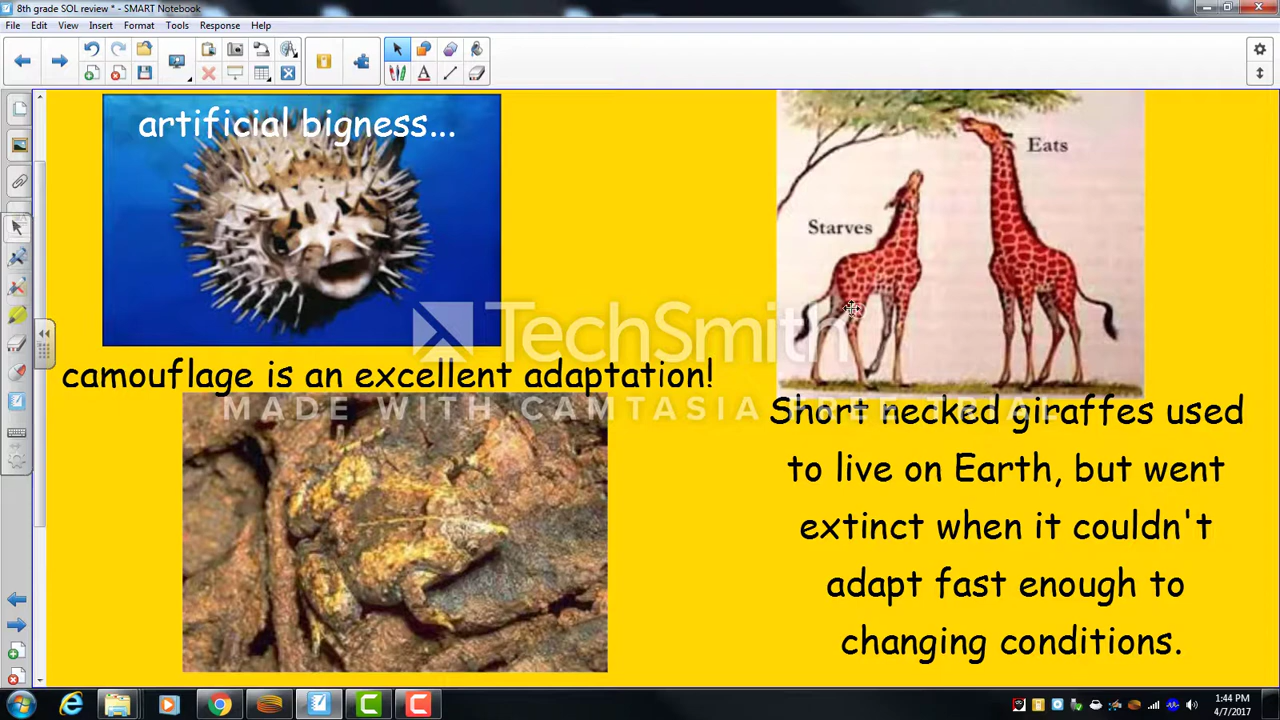 8th grade SOL review * - SMART Notebook
File Edit View Insert Format Tools Response Help
artificial bigness...
Eats
Starves
TechSmith
camouflage is an excellent adaptation!
MADE WITH CAMTASIA FREE TRIAL
Short necked giraffes used
to live on Earth, but went
extinct when it couldn't
adapt fast enough to
changing conditions.
1:44 PM
4/7/2017